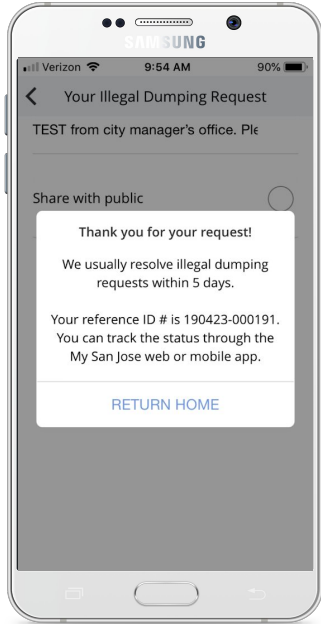 SAMSUNG
Verizon 9:54 AM 90%
Your Illegal Dumping Request
TEST from city manager's office. Ple
Share with public
Thank you for your request!
We usually resolve illegal dumping
requests within 5 days.
Your reference ID # is 190423-000191.
You can track the status through the
My San Jose web or mobile app.
RETURN HOME